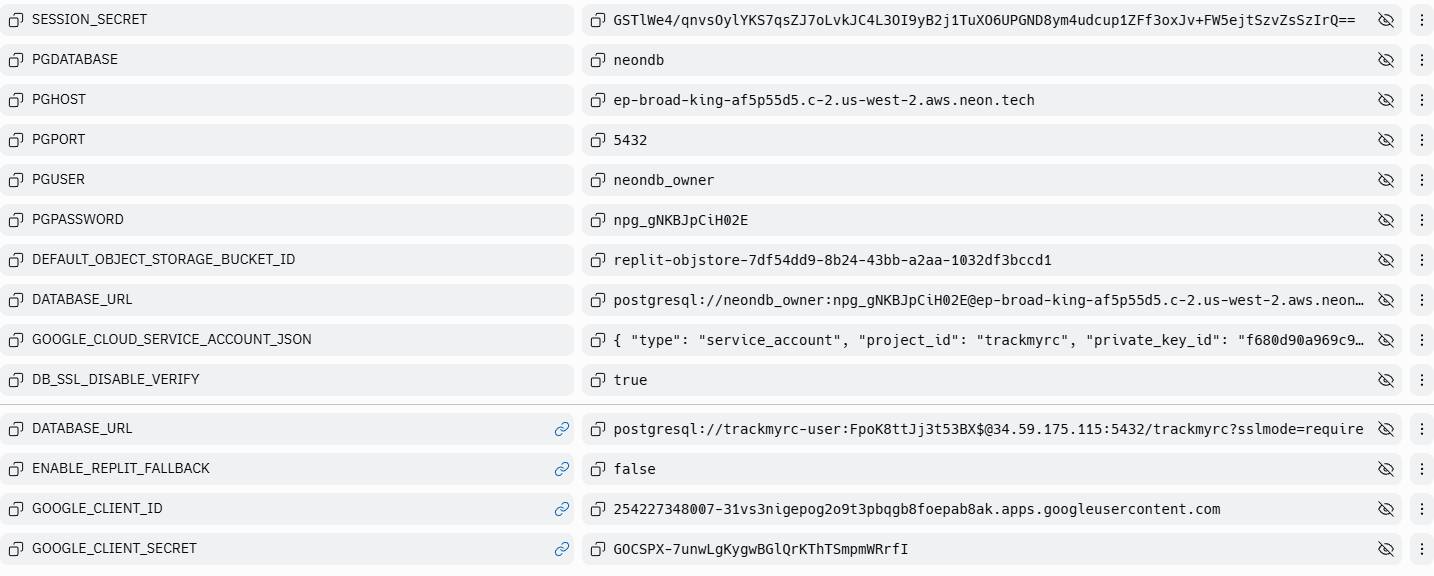 SESSION_SECRET
GSTlWe4/qnvsOylYKS7qsZJ7oLvkJC4L3OI9yB2j1TuXO6UPGND8ym4udcup1ZFf3oxJv+FW5ejtSzvZsSzIrQ==
PGDATABASE
neondb
PGHOST
ep-broad-king-af5p55d5.c-2.us-west-2.aws.neon.tech
PGPORT
5432
PGUSER
neondb_owner
PGPASSWORD
npg_gNKBJpCiH02E
DEFAULT_OBJECT_STORAGE_BUCKET_ID
replit-objstore-7df54dd9-8b24-43bb-a2aa-1032df3bccd1
DATABASE_URL
postgresql://neondb_owner:npg_gNKBJpCiH02E@ep-broad-king-af5p55d5.c-2.us-west-2.aws.neon…
GOOGLE_CLOUD_SERVICE_ACCOUNT_JSON
{ "type": "service_account", "project_id": "trackmyrc", "private_key_id": "f680d90a969c9…
DB_SSL_DISABLE_VERIFY
true
DATABASE_URL
postgresql://trackmyrc-user:FpoK8ttJj3t53BX$@34.59.175.115:5432/trackmyrc?sslmode=require
ENABLE_REPLIT_FALLBACK
false
GOOGLE_CLIENT_ID
254227348007-31vs3nigepog2o9t3pbqgb8foepab8ak.apps.googleusercontent.com
GOOGLE_CLIENT_SECRET
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